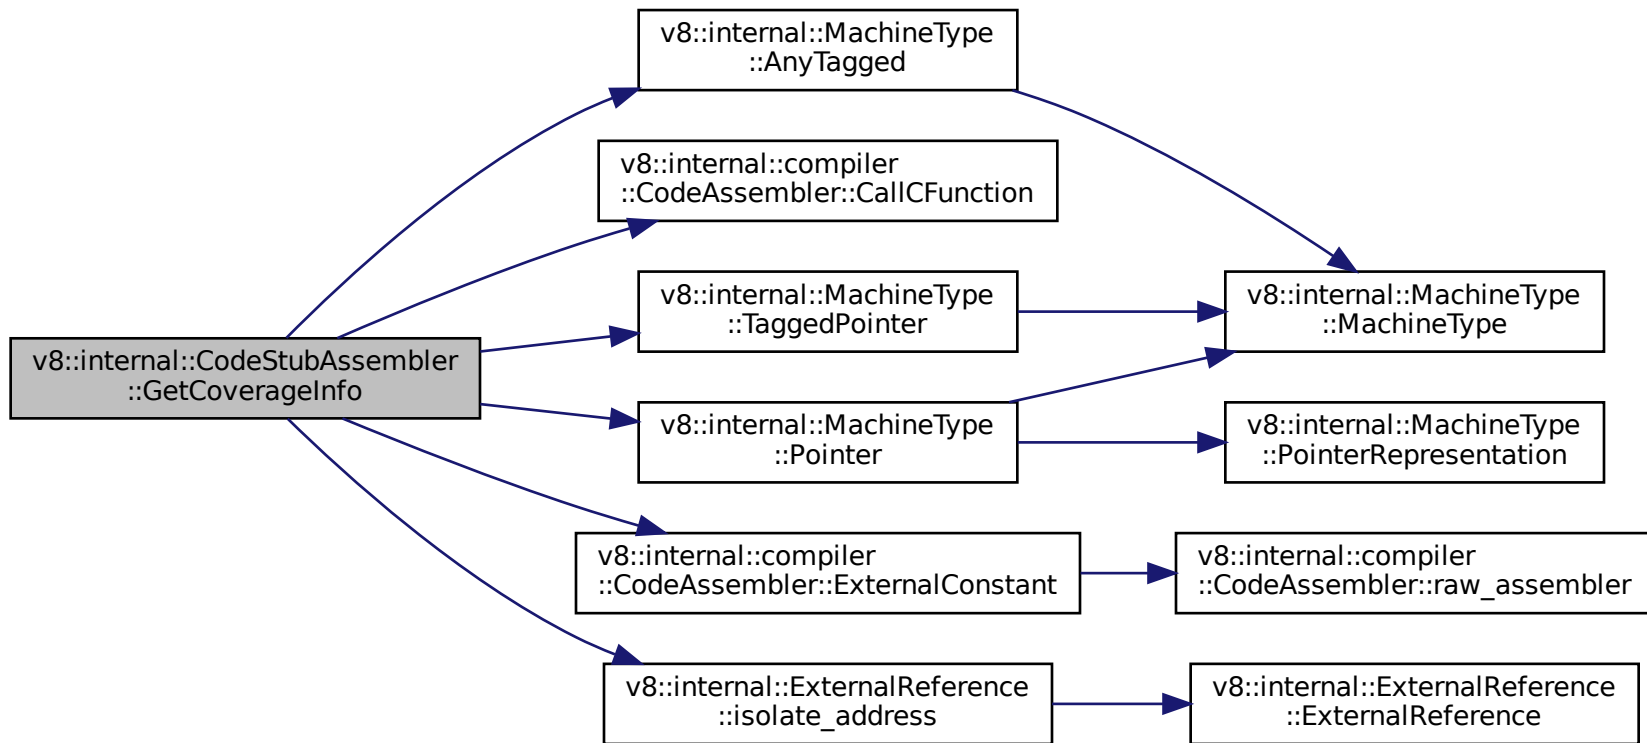 v8::internal::MachineType
::AnyTagged
v8::internal::compiler
::CodeAssembler::CallCFunction
v8::internal::MachineType
::TaggedPointer
v8::internal::MachineType
::MachineType
v8::internal::CodeStubAssembler
::GetCoverageInfo
v8::internal::MachineType
::Pointer
v8::internal::MachineType
::PointerRepresentation
v8::internal::compiler
::CodeAssembler::ExternalConstant
v8::internal::compiler
::CodeAssembler::raw_assembler
v8::internal::ExternalReference
::isolate_address
v8::internal::ExternalReference
::ExternalReference